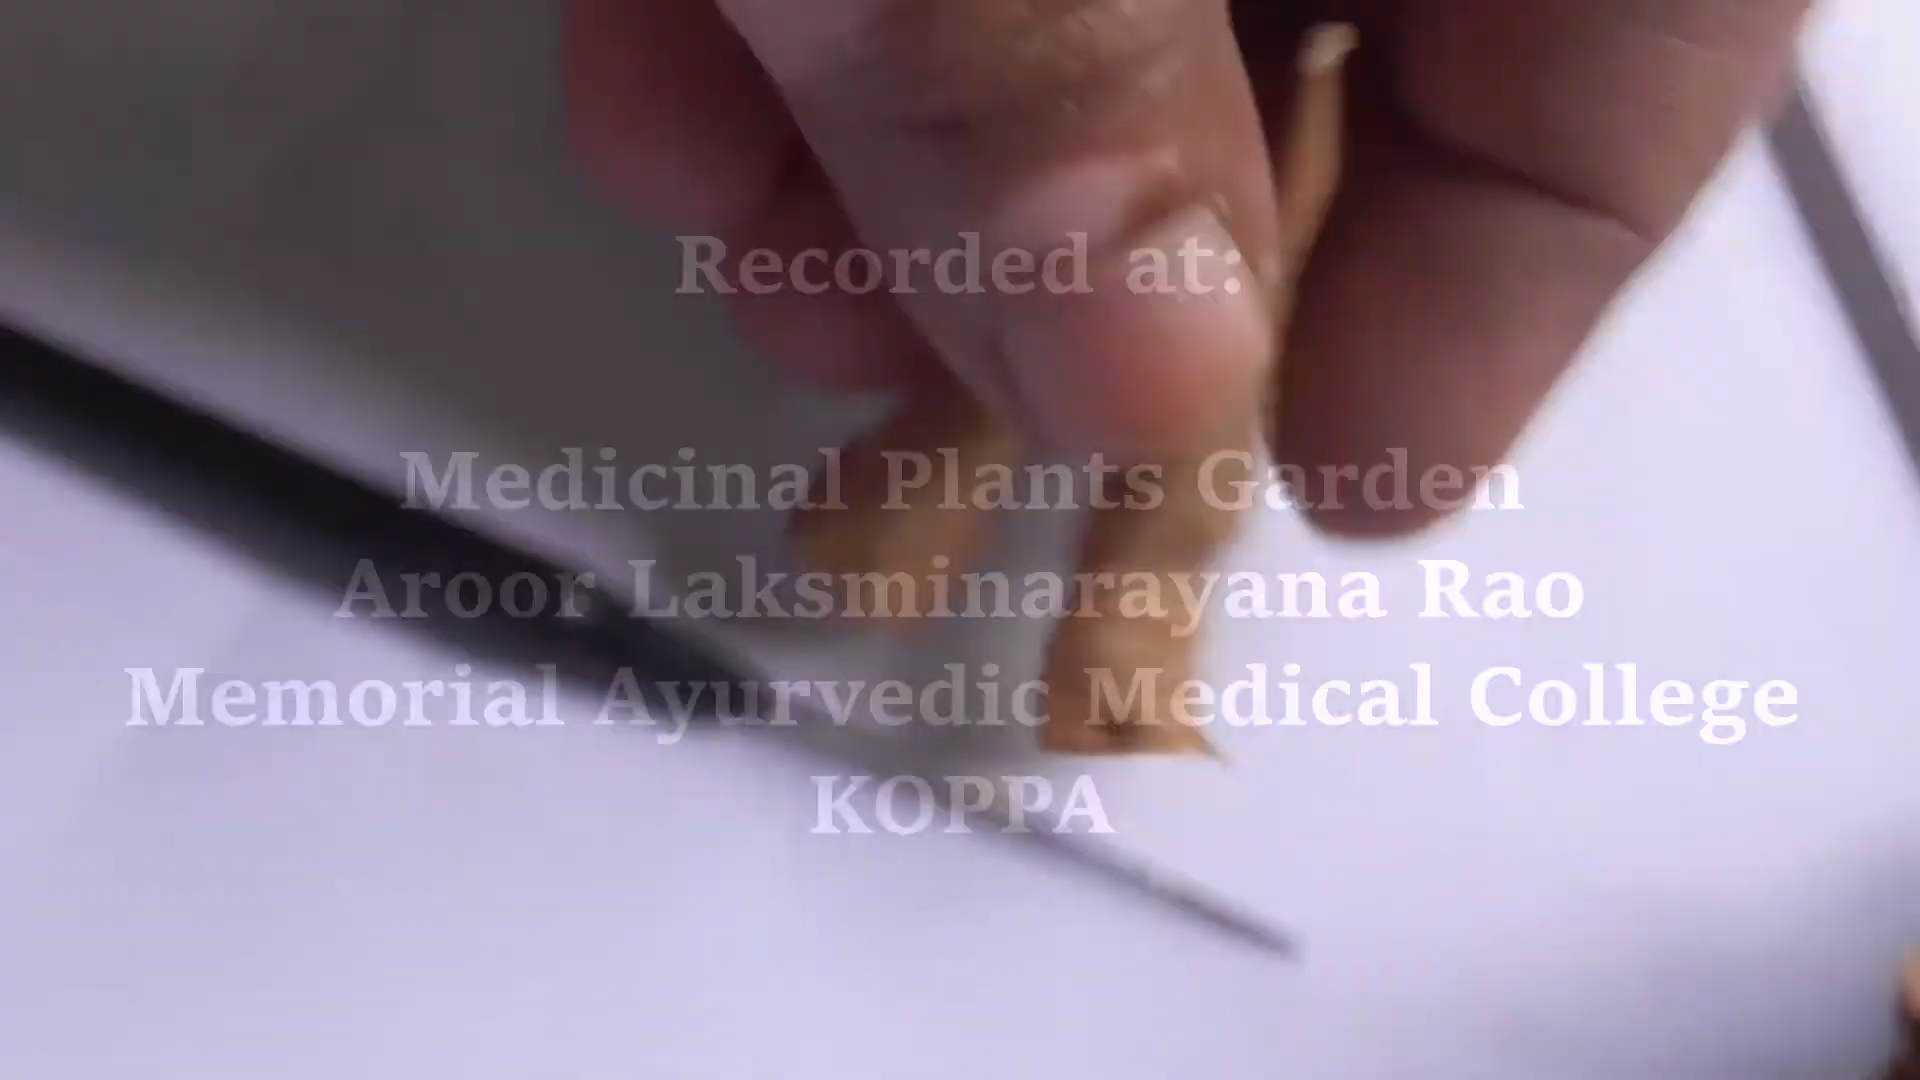 Recorded at:
Medicinal Plants Garden
Aroor Laksminarayana Rao
Memorial Ayurvedic Medical College
KOPPA